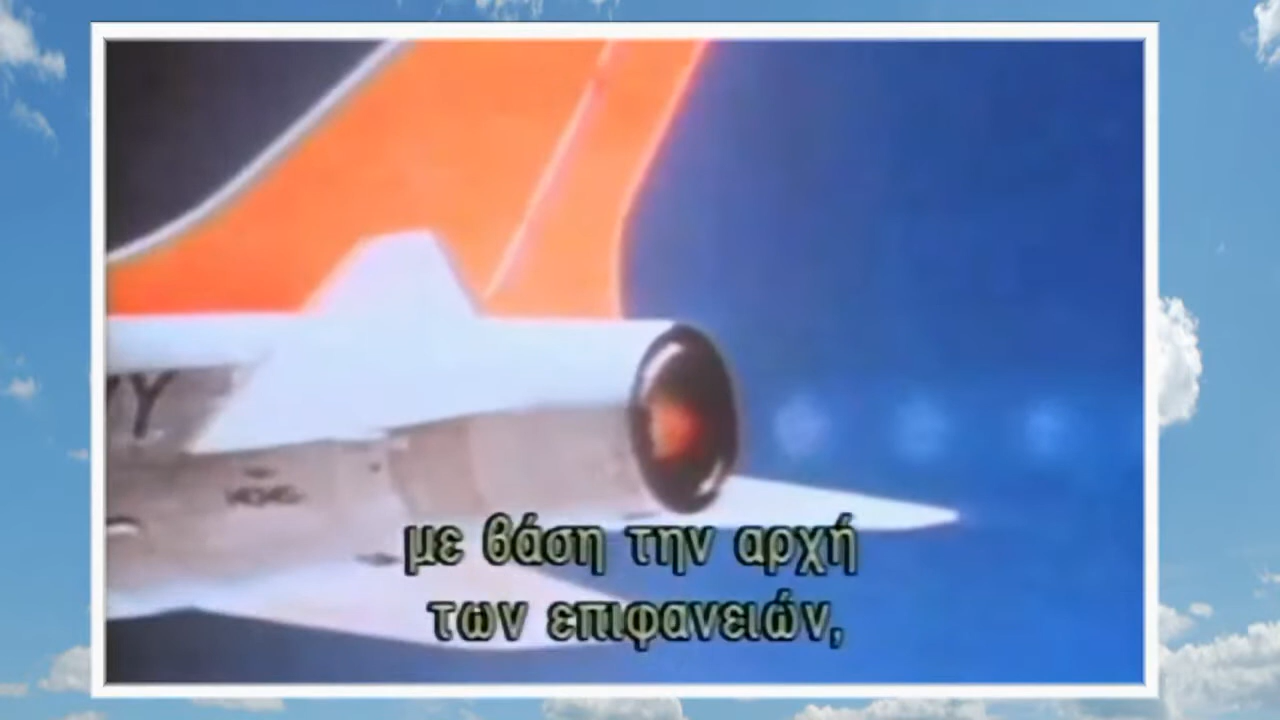 με βάση την αρχή
των επιφανειών,